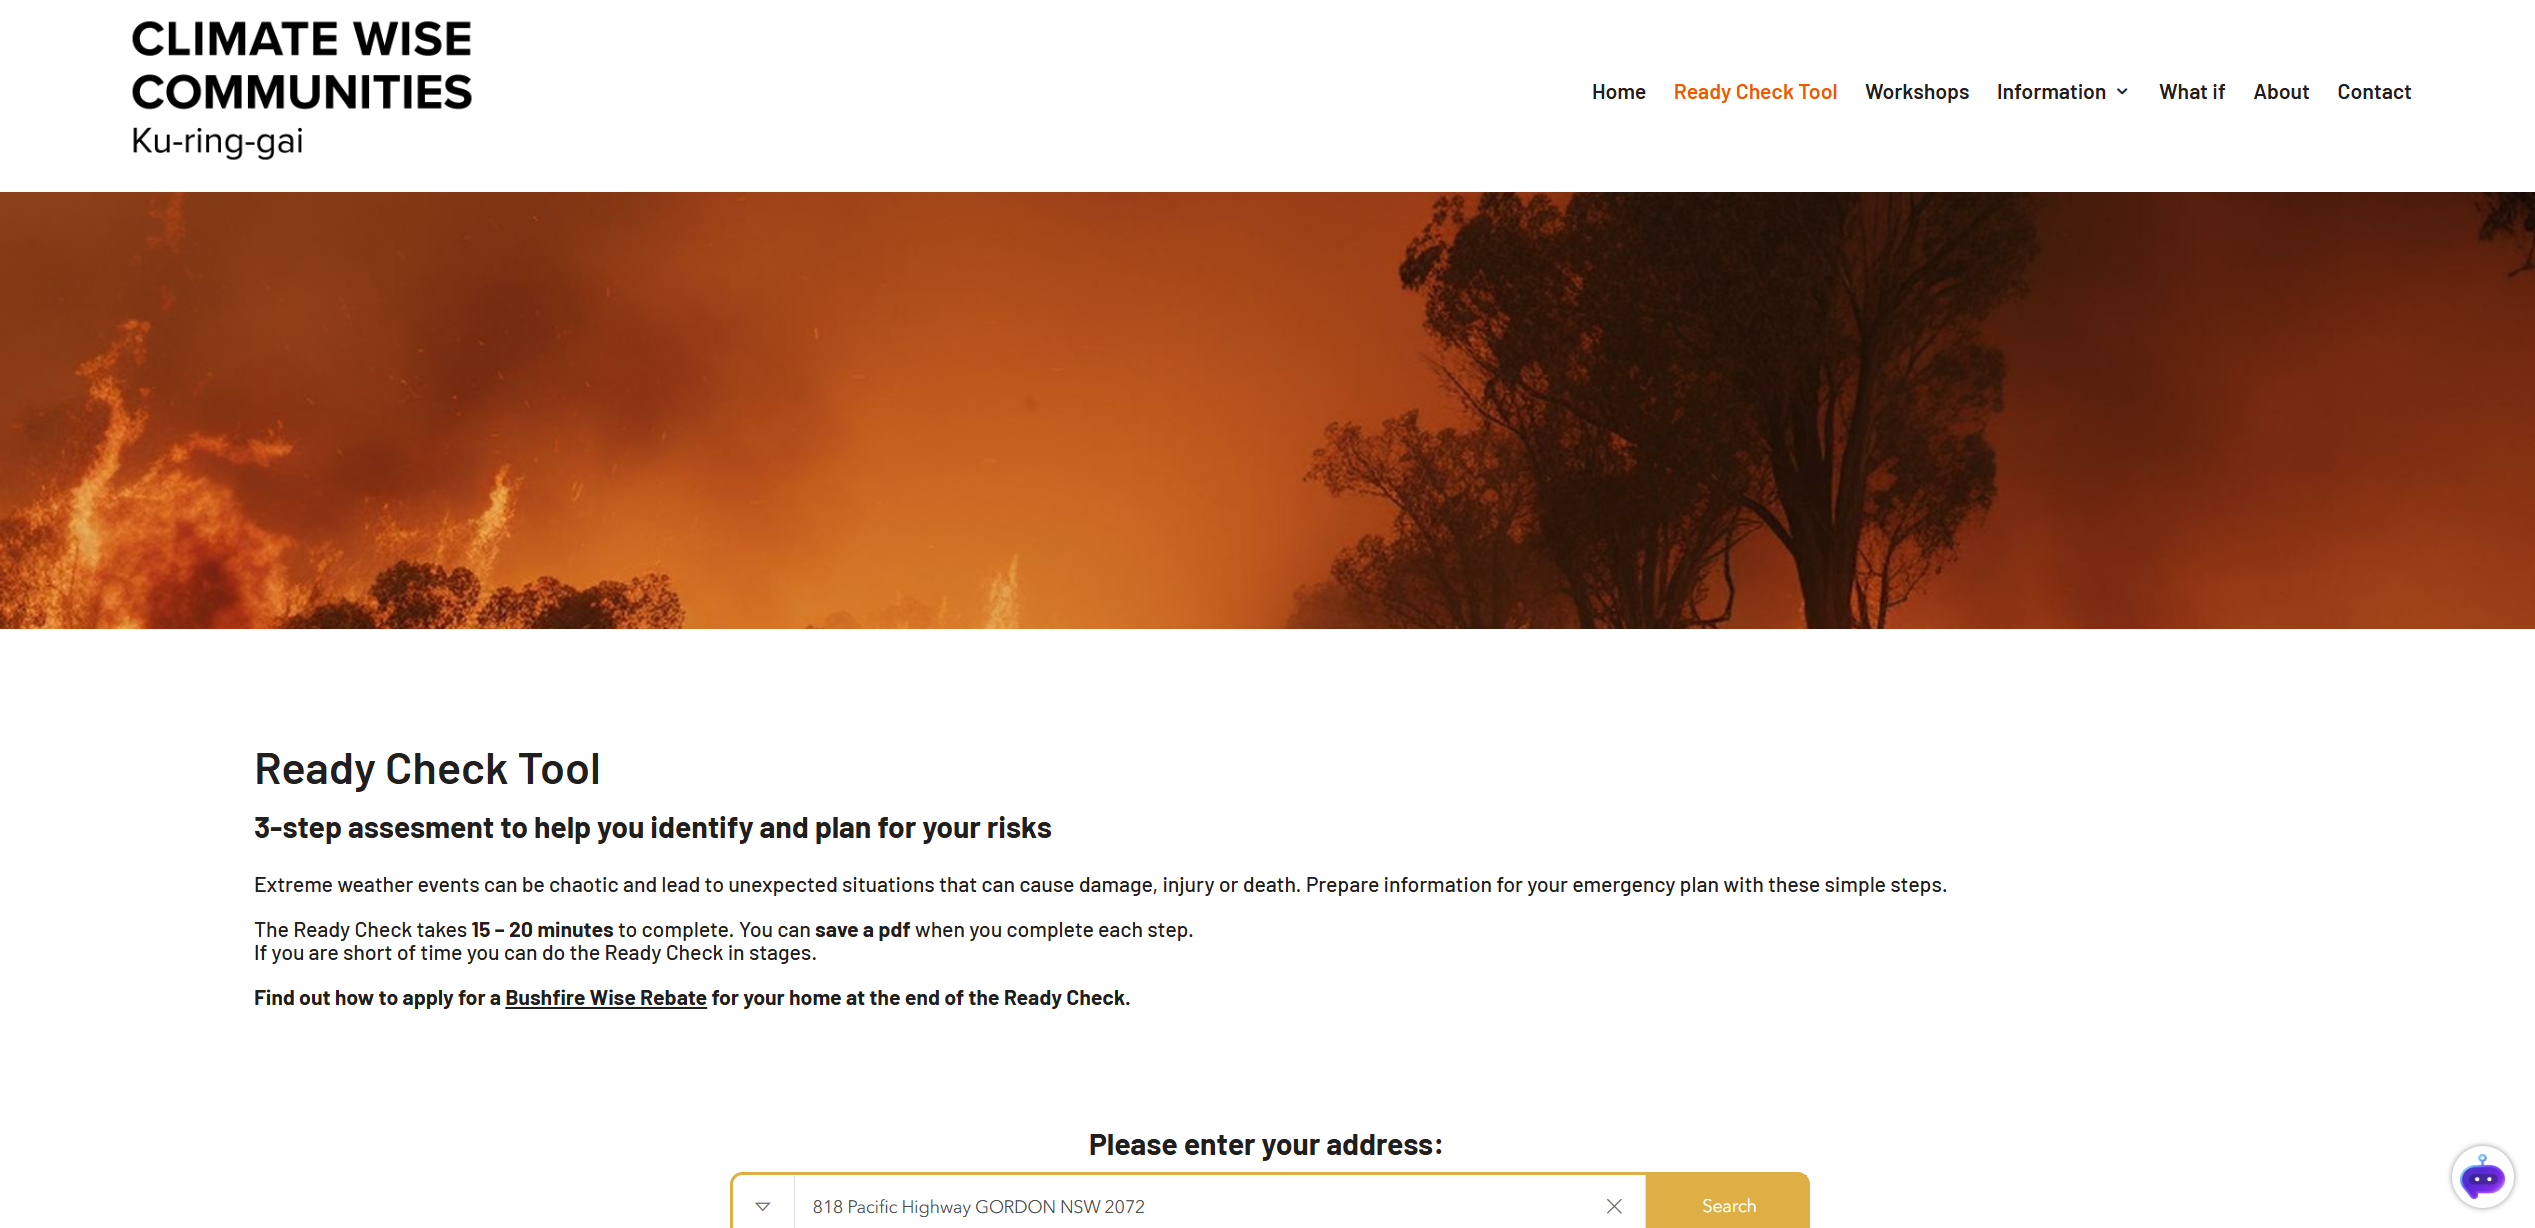 CLIMATE WISE
COMMUNITIES
Ku-ring-gai
Home Ready Check Tool Workshops Information What if About Contact
Ready Check Tool
3-step assesment to help you identify and plan for your risks
Extreme weather events can be chaotic and lead to unexpected situations that can cause damage, injury or death. Prepare information for your emergency plan with these simple steps.
The Ready Check takes 15 – 20 minutes to complete. You can save a pdf when you complete each step.
If you are short of time you can do the Ready Check in stages.
Find out how to apply for a Bushfire Wise Rebate for your home at the end of the Ready Check.
Please enter your address:
818 Pacific Highway GORDON NSW 2072 Search